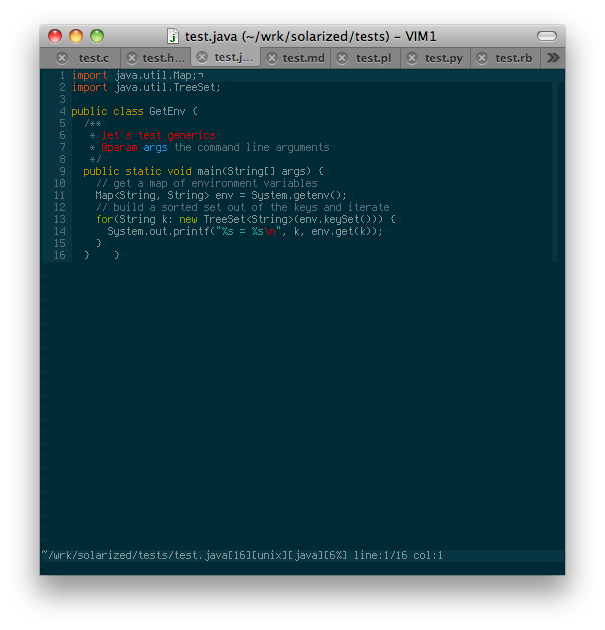 test.java (~/wrk/solarized/tests) – VIM1
test.c test.h... test.j... test.md test.pl test.py test.rb »
1 import java.util.Map;¬
2 import java.util.TreeSet;
3
4 public class GetEnv {
5   /**
6    * let's test generics
7    * @param args the command line arguments
8    */
9   public static void main(String[] args) {
10     // get a map of environment variables
11     Map<String, String> env = System.getenv();
12     // build a sorted set out of the keys and iterate
13     for(String k: new TreeSet<String>(env.keySet())) {
14       System.out.printf("%s = %s\n", k, env.get(k));
15     }
16   }    }
~/wrk/solarized/tests/test.java[16][unix][java][6%] line:1/16 col:1